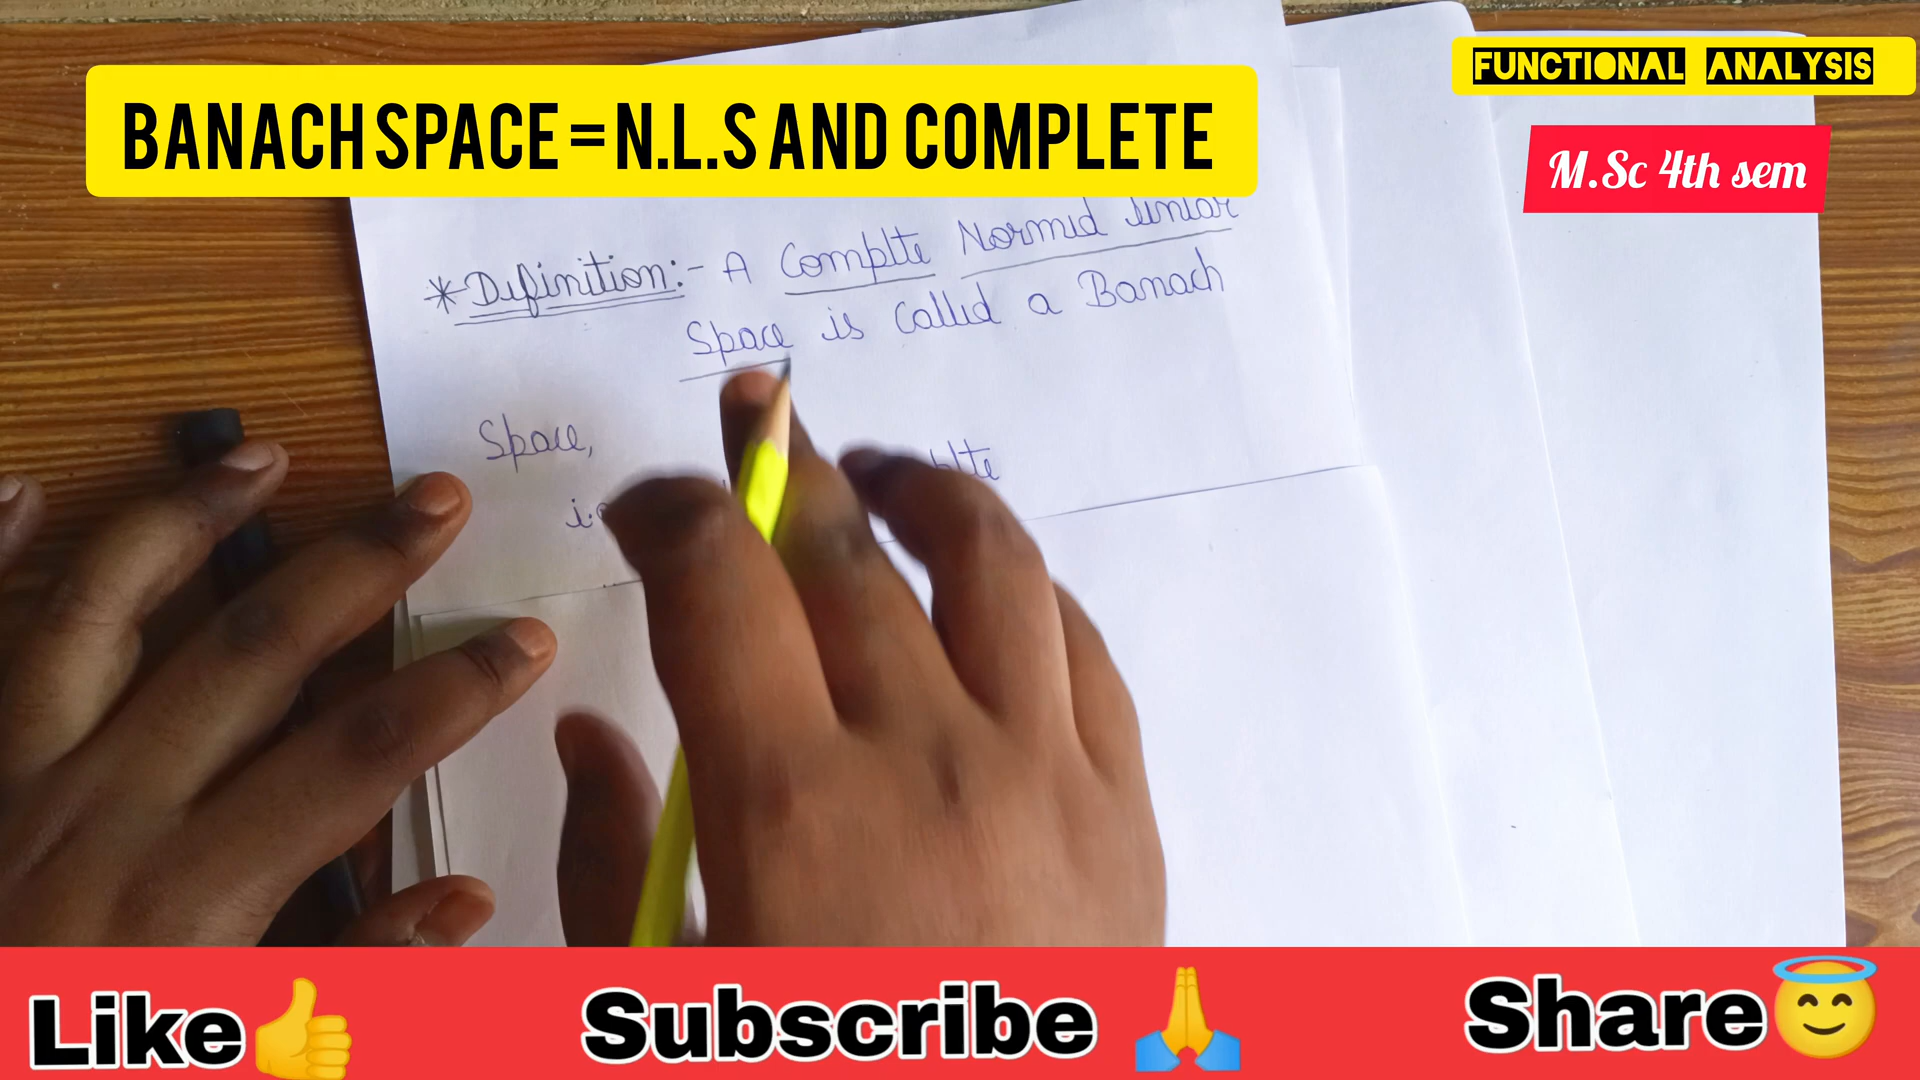 BANACH SPACE = N.L.S AND COMPLETE
FUNCTIONAL ANALYSIS
M.Sc 4th sem
*Definition:- A Complte Normed linear
Space is called a Banach
Space,
i.e
Like
Subscribe
Share